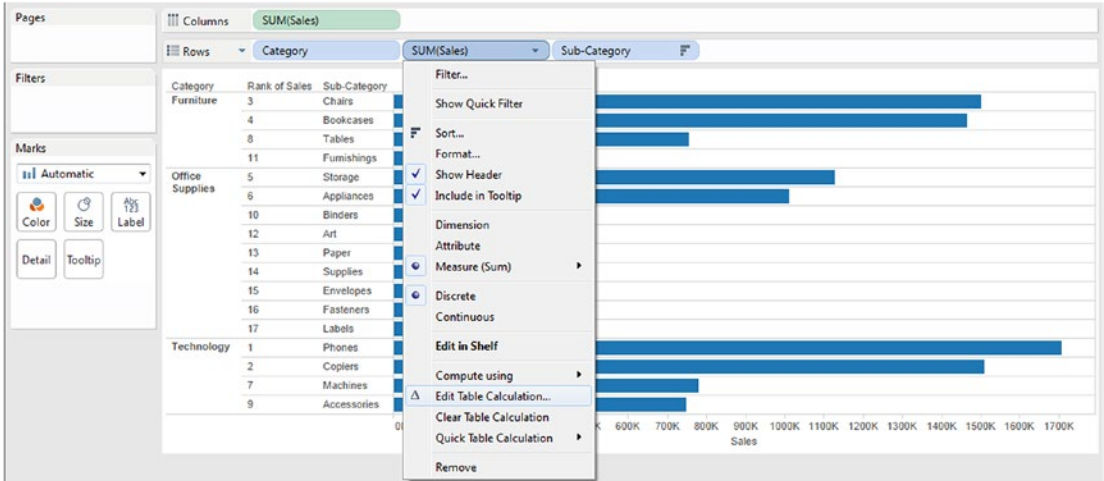 Pages
Columns SUM(Sales)
Rows Category SUM(Sales) Sub-Category
Filters
Marks
Automatic
Color Size Abc 123 Label
Detail Tooltip
Category Rank of Sales Sub-Category
Furniture 3 Chairs
4 Bookcases
8 Tables
11 Furnishings
Office Supplies 5 Storage
6 Appliances
10 Binders
12 Art
13 Paper
14 Supplies
15 Envelopes
16 Fasteners
17 Labels
Technology 1 Phones
2 Copiers
7 Machines
9 Accessories
Filter...
Show Quick Filter
Sort...
Format...
Show Header
Include in Tooltip
Dimension
Attribute
Measure (Sum)
Discrete
Continuous
Edit in Shelf
Compute using
Δ Edit Table Calculation...
Clear Table Calculation
Quick Table Calculation
Remove
600K 700K 800K 900K 1000K 1100K 1200K 1300K 1400K 1500K 1600K 1700K
Sales